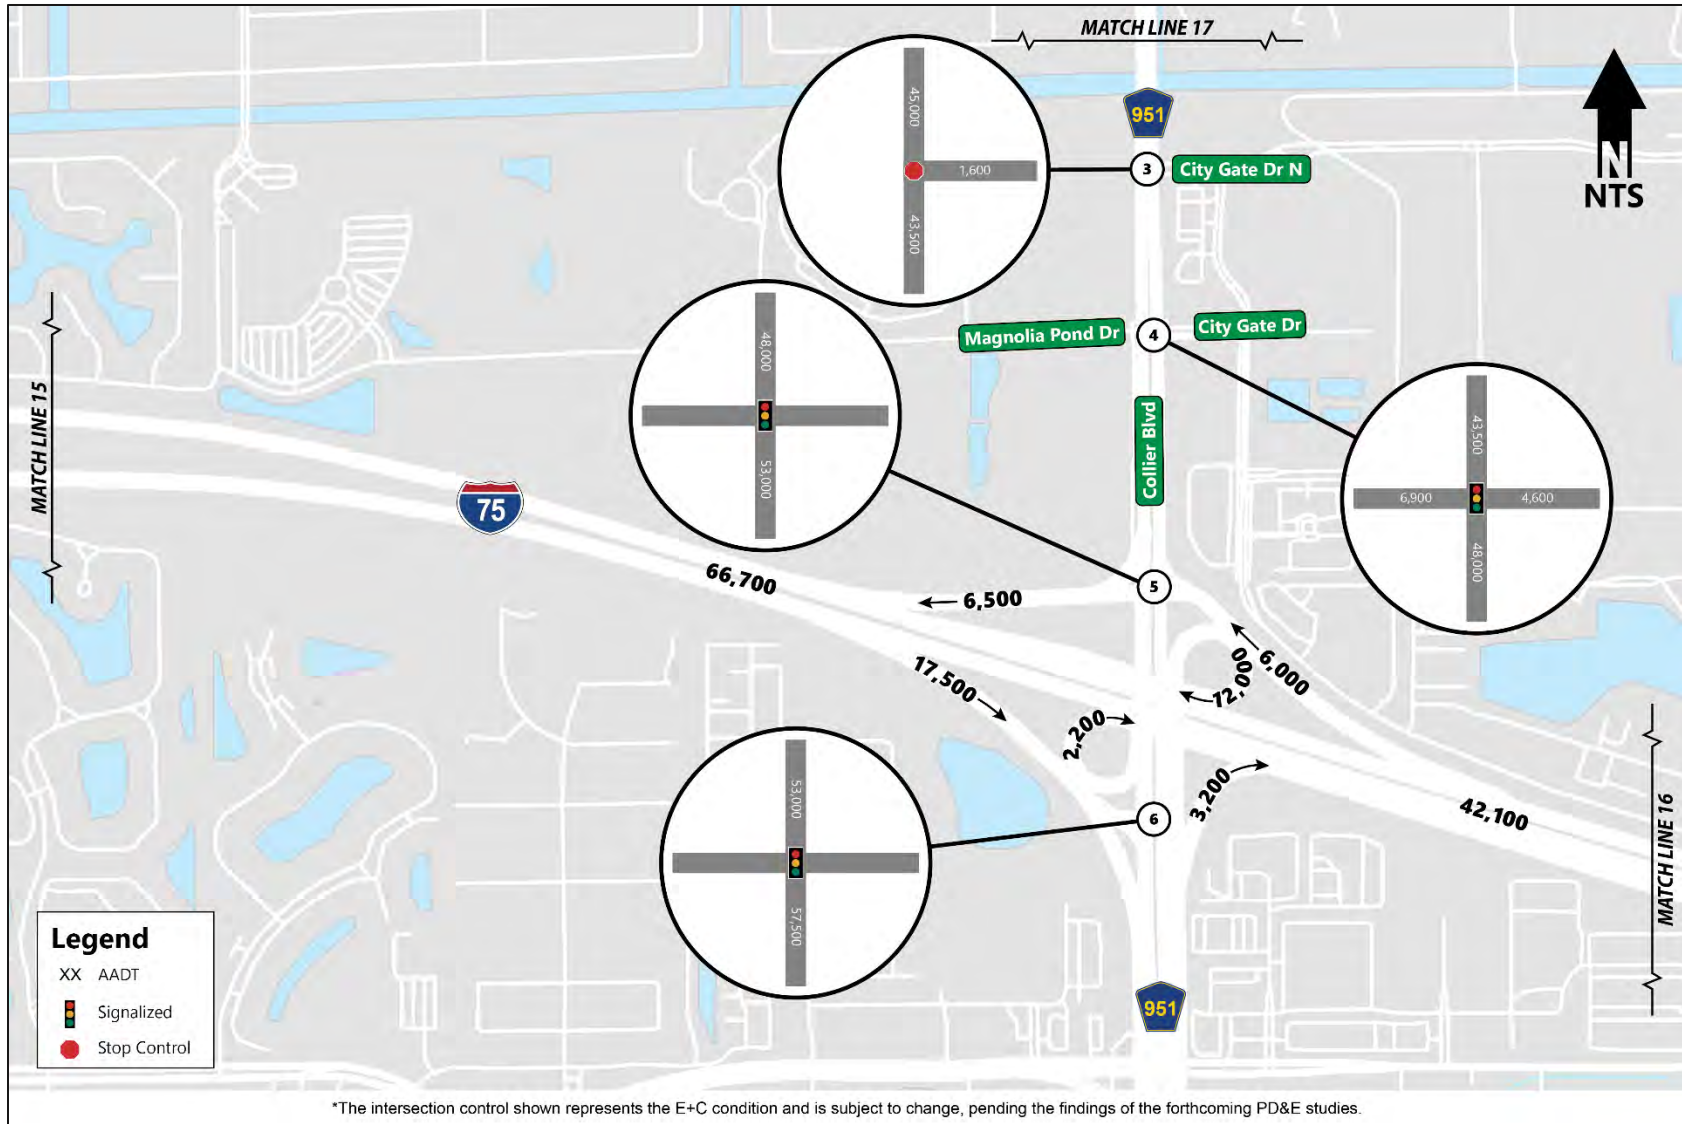 MATCH LINE 17
951
N
NTS
45,000
1,600
43,500
3
City Gate Dr N
Magnolia Pond Dr
4
City Gate Dr
48,000
53,000
Collier Blvd
43,500
6,900
4,600
48,000
MATCH LINE 15
75
66,700
6,500
5
6,000
12,000
17,500
2,200
3,200
42,100
MATCH LINE 16
53,000
57,500
6
951
Legend
XX AADT
Signalized
Stop Control
*The intersection control shown represents the E+C condition and is subject to change, pending the findings of the forthcoming PD&E studies.